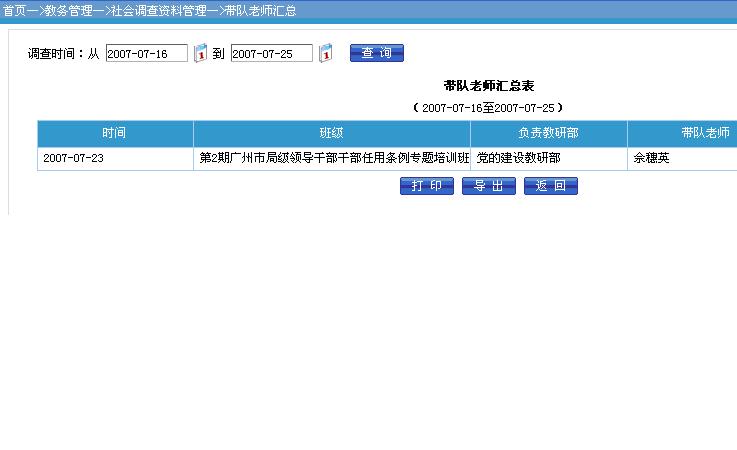 首页—>教务管理—>社会调查资料管理—>带队老师汇总
调查时间：从 2007-07-16 到 2007-07-25 查 询
带队老师汇总表
（2007-07-16至2007-07-25）
时间 班级 负责教研部 带队老师
2007-07-23 第2期广州市局级领导干部干部任用条例专题培训班 党的建设教研部 佘穗英
打 印 导 出 返 回